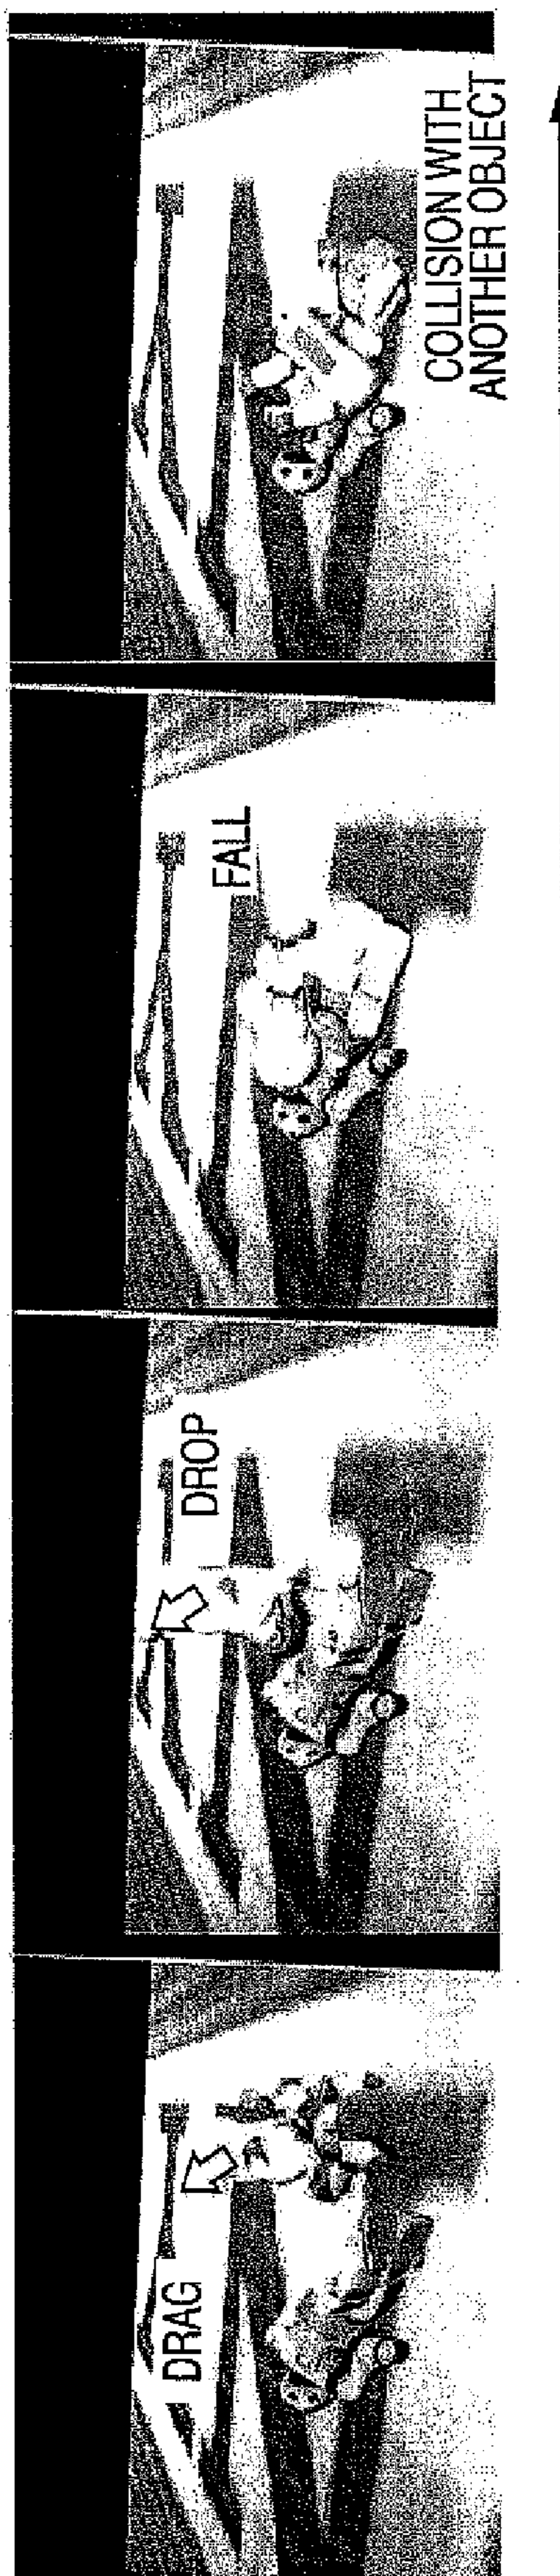 DRAG
DROP
FALL
COLLISION WITH
ANOTHER OBJECT